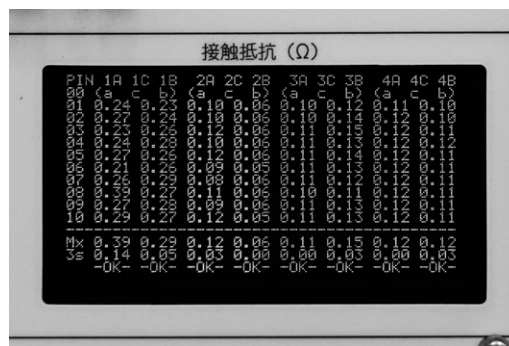 接触抵抗（Ω）
PIN 1A 1C 1B 2A 2C 2B 3A 3C 3B 4A 4C 4B
00 (a c b) (a c b) (a c b) (a c b)
01 0.24 0.23 0.10 0.06 0.10 0.12 0.11 0.10
02 0.27 0.24 0.10 0.06 0.10 0.14 0.12 0.10
03 0.23 0.26 0.12 0.06 0.11 0.15 0.12 0.11
04 0.24 0.28 0.10 0.06 0.11 0.13 0.12 0.12
05 0.27 0.26 0.12 0.06 0.11 0.14 0.12 0.11
06 0.21 0.26 0.09 0.05 0.11 0.13 0.12 0.11
07 0.26 0.29 0.08 0.06 0.11 0.12 0.11
08 0.39 0.27 0.11 0.06 0.10 0.12 0.11
09 0.27 0.28 0.09 0.06 0.11 0.13 0.12 0.11
10 0.29 0.27 0.12 0.05 0.11 0.13 0.12 0.11
Mx 0.39 0.29 0.12 0.06 0.11 0.15 0.12 0.12
3s 0.14 0.05 0.03 0.00 0.00 0.03 0.00 0.03
-OK- -OK- -OK- -OK- -OK- -OK- -OK- -OK-